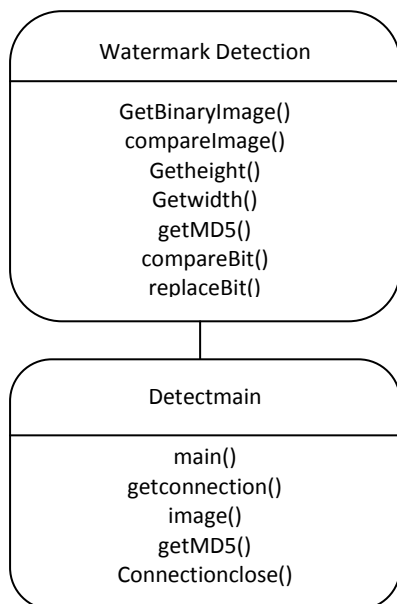 Watermark Detection
GetBinaryImage()
compareImage()
Getheight()
Getwidth()
getMD5()
compareBit()
replaceBit()
Detectmain
main()
getconnection()
image()
getMD5()
Connectionclose()